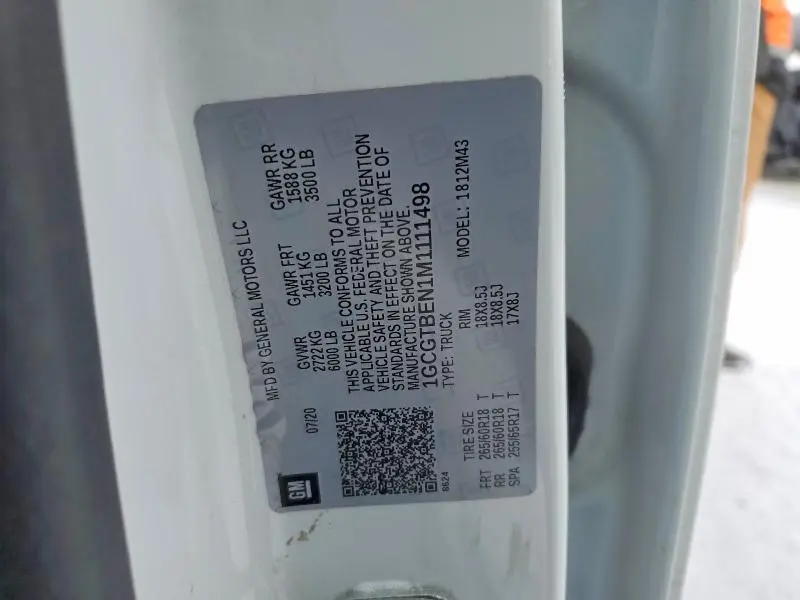 MFD BY GENERAL MOTORS LLC
07/20
GVWR
2722 KG
6000 LB
GAWR FRT
1451 KG
3200 LB
GAWR RR
1588 KG
3500 LB
THIS VEHICLE CONFORMS TO ALL
APPLICABLE U.S. FEDERAL MOTOR
VEHICLE SAFETY AND THEFT PREVENTION
STANDARDS IN EFFECT ON THE DATE OF
MANUFACTURE SHOWN ABOVE.
1GCGTBEN1M1111498
TYPE: TRUCK
MODEL: 1812M43
GM
8624
TIRE SIZE RIM
FRT 265/60R18 T 18X8.5J
RR 265/60R18 T 18X8.5J
SPA 255/65R17 T 17X8J